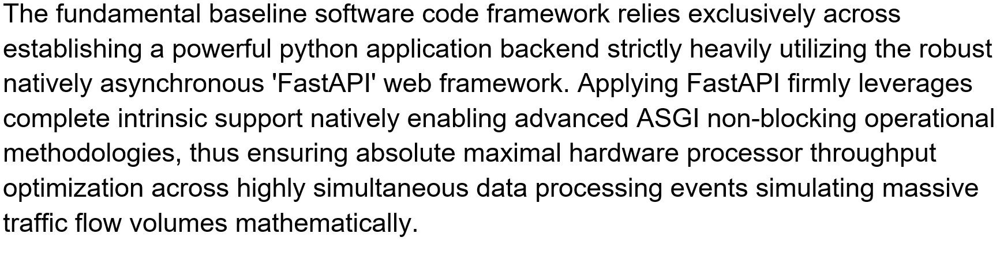 The fundamental baseline software code framework relies exclusively across
establishing a powerful python application backend strictly heavily utilizing the robust
natively asynchronous 'FastAPI' web framework. Applying FastAPI firmly leverages
complete intrinsic support natively enabling advanced ASGI non-blocking operational
methodologies, thus ensuring absolute maximal hardware processor throughput
optimization across highly simultaneous data processing events simulating massive
traffic flow volumes mathematically.